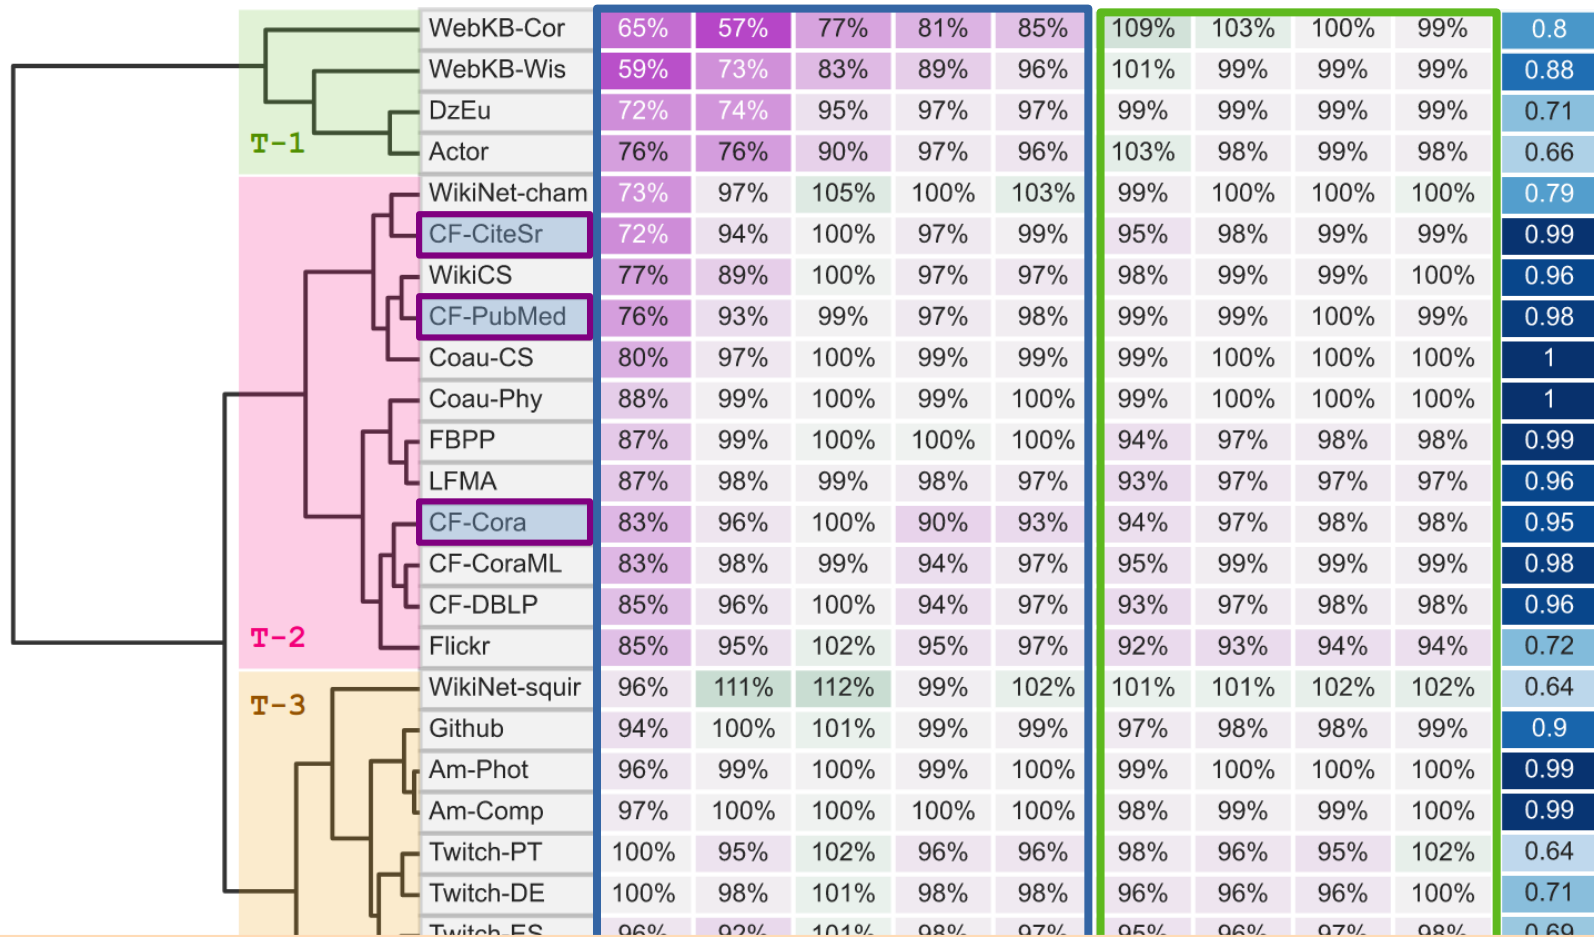 WebKB-Cor 65% 57% 77% 81% 85% 109% 103% 100% 99% 0.8
WebKB-Wis 59% 73% 83% 89% 96% 101% 99% 99% 99% 0.88
DzEu 72% 74% 95% 97% 97% 99% 99% 99% 99% 0.71
T-1
Actor 76% 76% 90% 97% 96% 103% 98% 99% 98% 0.66
WikiNet-cham 73% 97% 105% 100% 103% 99% 100% 100% 100% 0.79
CF-CiteSr 72% 94% 100% 97% 99% 95% 98% 99% 99% 0.99
WikiCS 77% 89% 100% 97% 97% 98% 99% 99% 100% 0.96
CF-PubMed 76% 93% 99% 97% 98% 99% 99% 100% 99% 0.98
Coau-CS 80% 97% 100% 99% 99% 99% 100% 100% 100% 1
Coau-Phy 88% 99% 100% 99% 100% 99% 100% 100% 100% 1
FBPP 87% 99% 100% 100% 100% 94% 97% 98% 98% 0.99
LFMA 87% 98% 99% 98% 97% 93% 97% 97% 97% 0.96
CF-Cora 83% 96% 100% 90% 93% 94% 97% 98% 98% 0.95
CF-CoraML 83% 98% 99% 94% 97% 95% 99% 99% 99% 0.98
CF-DBLP 85% 96% 100% 94% 97% 93% 97% 98% 98% 0.96
T-2
Flickr 85% 95% 102% 95% 97% 92% 93% 94% 94% 0.72
WikiNet-squir 96% 111% 112% 99% 102% 101% 101% 102% 102% 0.64
T-3
Github 94% 100% 101% 99% 99% 97% 98% 98% 99% 0.9
Am-Phot 96% 99% 100% 99% 100% 99% 100% 100% 100% 0.99
Am-Comp 97% 100% 100% 100% 100% 98% 99% 99% 100% 0.99
Twitch-PT 100% 95% 102% 96% 96% 98% 96% 95% 102% 0.64
Twitch-DE 100% 98% 101% 98% 98% 96% 96% 96% 100% 0.71
Twitch-ES 96% 92% 101% 98% 97% 95% 96% 97% 98% 0.69